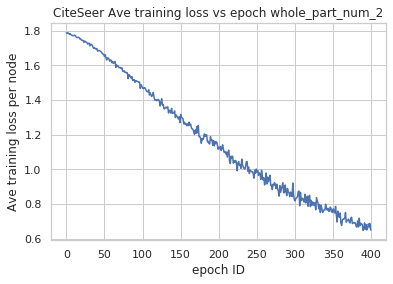 CiteSeer Ave training loss vs epoch whole_part_num_2
Ave training loss per node
1.8
1.6
1.4
1.2
1.0
0.8
0.6
0 50 100 150 200 250 300 350 400
epoch ID